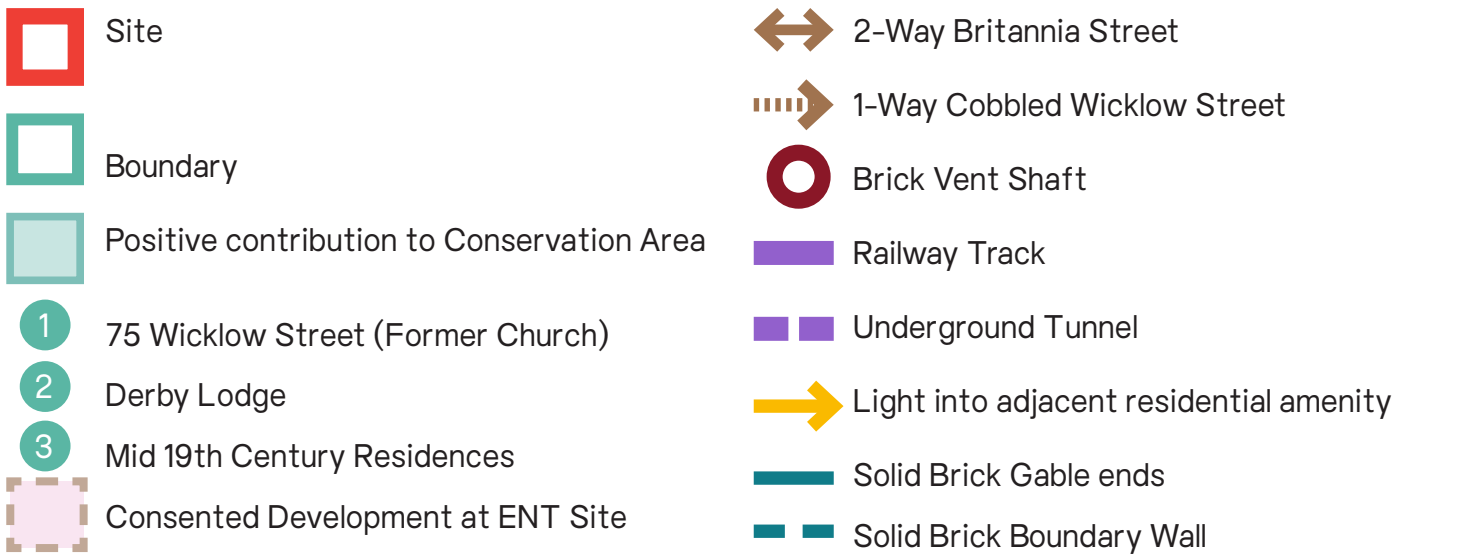 Site
Boundary
Positive contribution to Conservation Area
1 75 Wicklow Street (Former Church)
2 Derby Lodge
3 Mid 19th Century Residences
Consented Development at ENT Site
2-Way Britannia Street
1-Way Cobbled Wicklow Street
Brick Vent Shaft
Railway Track
Underground Tunnel
Light into adjacent residential amenity
Solid Brick Gable ends
Solid Brick Boundary Wall